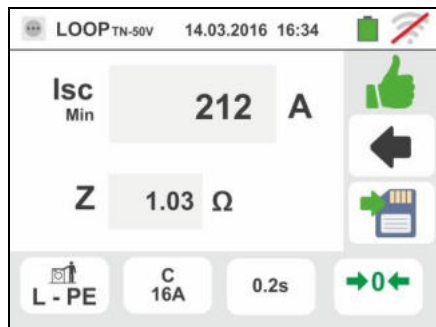 LOOP TN-50V 14.03.2016 16:34
Isc
Min
212 A
Z 1.03 Ω
L - PE
C
16A
0.2s
→0←